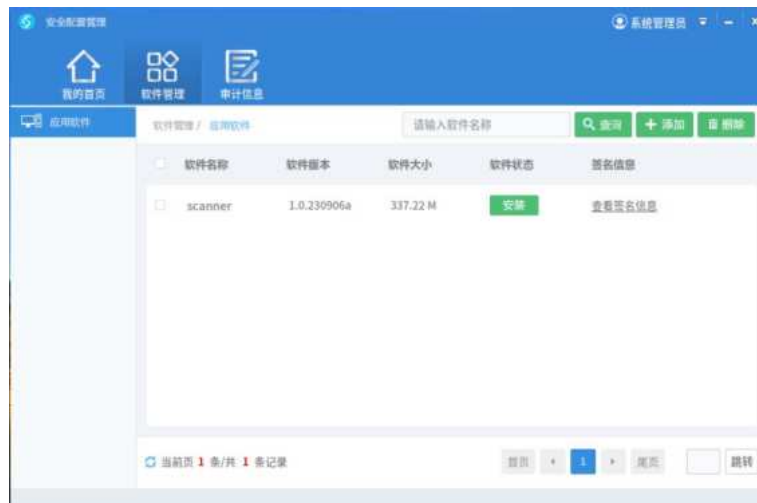 安全配置管理
系统管理员
我的首页 软件管理 审计信息
应用软件
软件管理 / 应用软件 请输入软件名称 查询 添加 删除
软件名称 软件版本 软件大小 软件状态 签名信息
scanner 1.0.230906a 337.22 M 安装 查看签名信息
当前页 1 条/共 1 条记录 首页 1 尾页 跳转